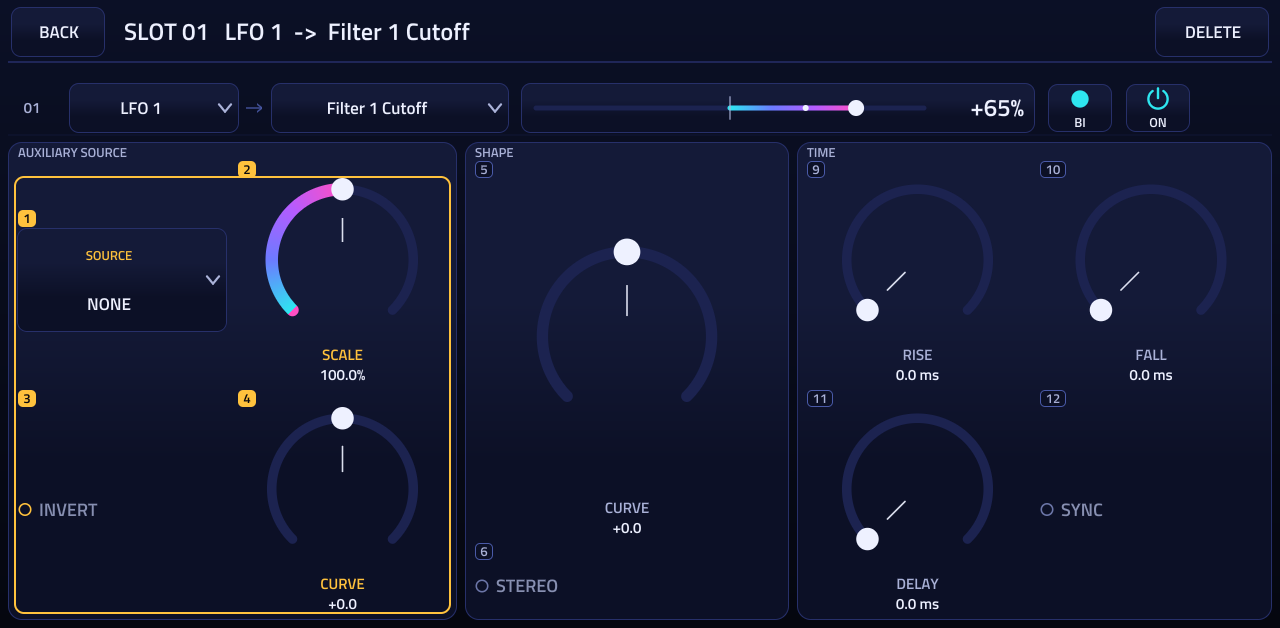 BACK
SLOT 01 LFO 1 -> Filter 1 Cutoff
DELETE
01
LFO 1
Filter 1 Cutoff
+65%
BI
ON
AUXILIARY SOURCE
1
SOURCE
NONE
2
SCALE
100.0%
3
INVERT
4
CURVE
+0.0
SHAPE
5
CURVE
+0.0
6
STEREO
TIME
9
RISE
0.0 ms
10
FALL
0.0 ms
11
DELAY
0.0 ms
12
SYNC